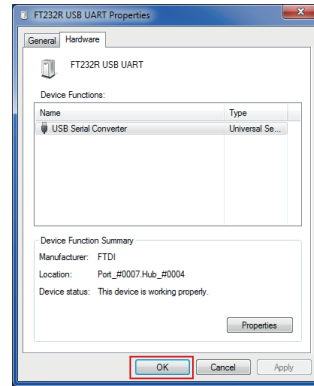 FT232R USB UART Properties
General Hardware
FT232R USB UART
Device Functions:
Name Type
USB Serial Converter Universal Se...
Device Function Summary
Manufacturer: FTDI
Location: Port_#0007.Hub_#0004
Device status: This device is working properly.
Properties
OK Cancel Apply